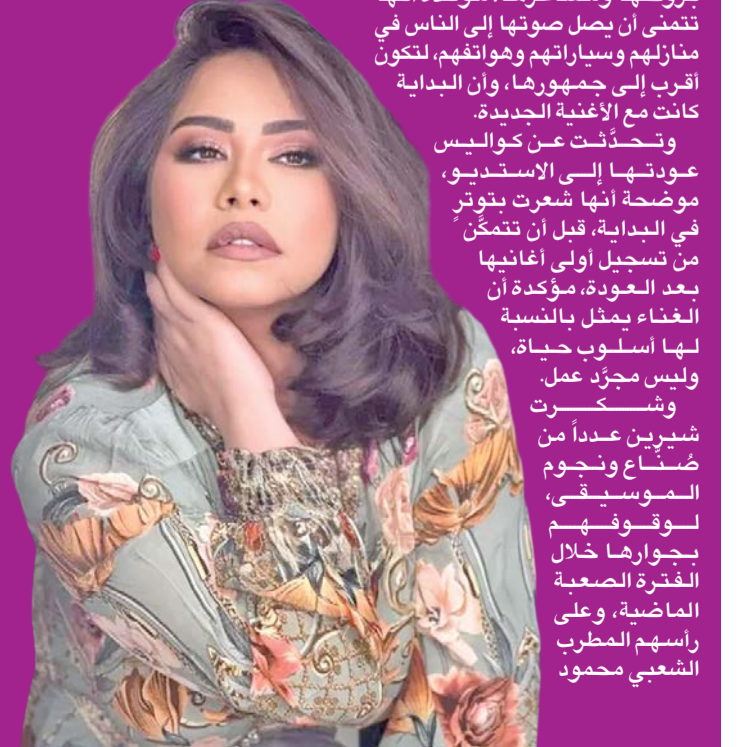 تتمنى أن يصل صوتها إلى الناس في
منازلهم وسياراتهم وهواتفهم، لتكون
أقرب إلى جمهورها، وأن البداية
كانت مع الأغنية الجديدة.
وتحدَّثت عن كواليس
عودتها إلى الاستديو،
موضحة أنها شعرت بتوترٍ
في البداية، قبل أن تتمكَّن
من تسجيل أولى أغانيها
بعد العودة، مؤكدة أن
الغناء يمثل بالنسبة
لها أسلوب حياة،
وليس مجرَّد عمل.
وشكرت
شيرين عدداً من
صُنَّاع ونجوم
الموسيقى،
لوقوفهم
بجوارها خلال
الفترة الصعبة
الماضية، وعلى
رأسهم المطرب
الشعبي محمود